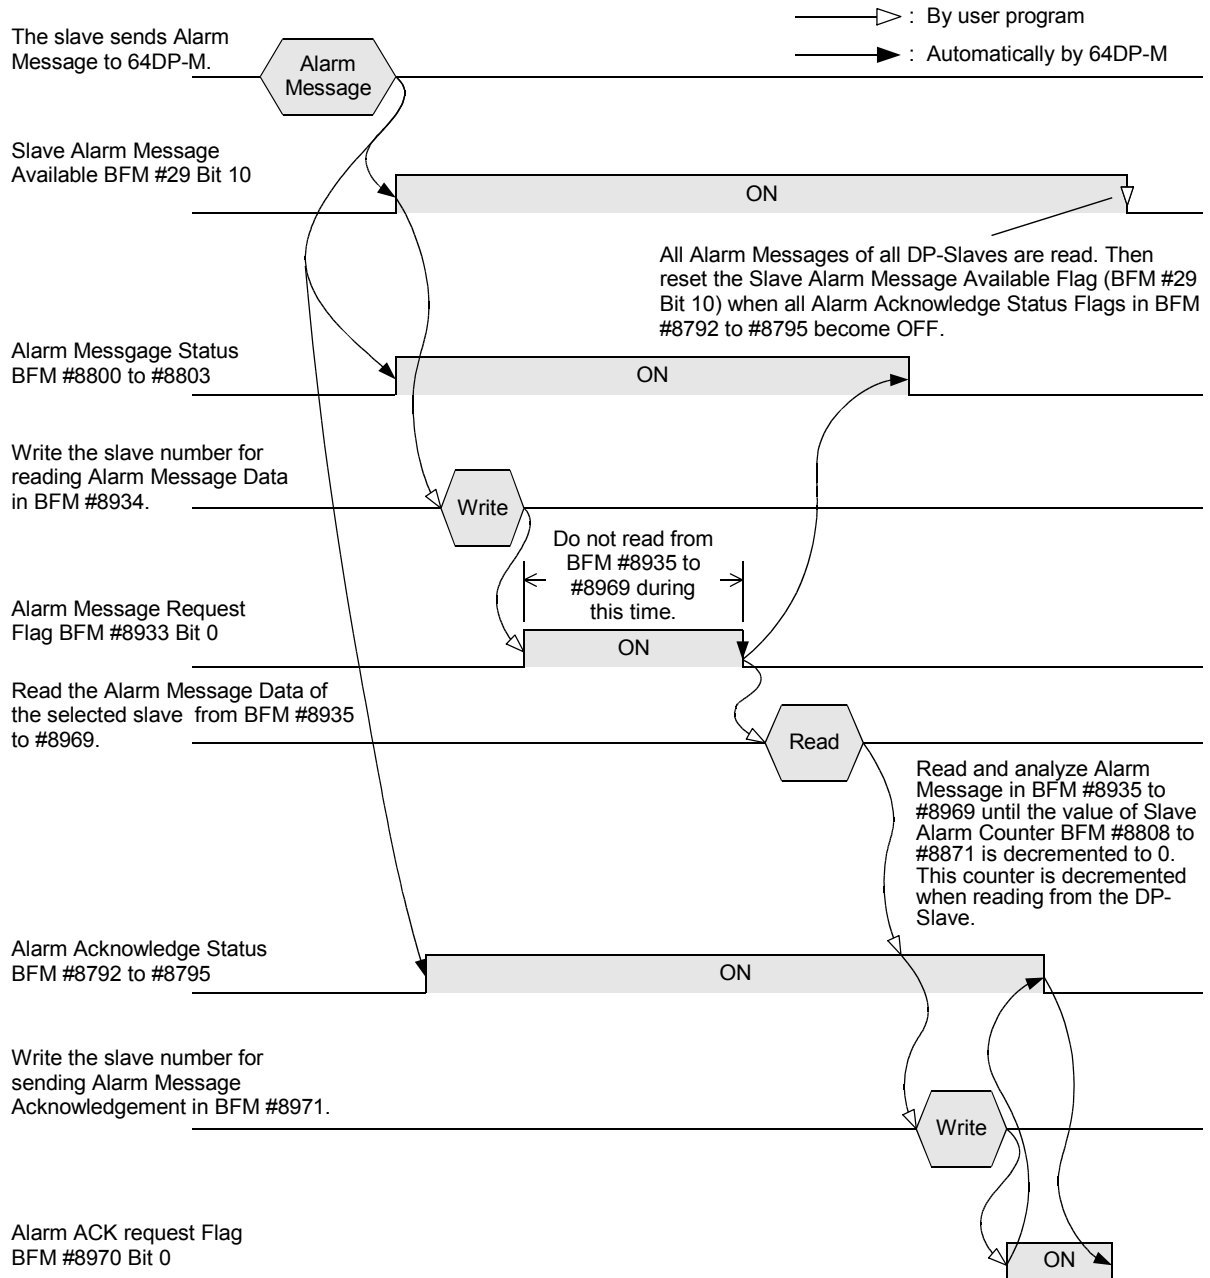 : By user program
: Automatically by 64DP-M
The slave sends Alarm
Message to 64DP-M.
Alarm
Message
Slave Alarm Message
Available BFM #29 Bit 10
ON
All Alarm Messages of all DP-Slaves are read. Then
reset the Slave Alarm Message Available Flag (BFM #29
Bit 10) when all Alarm Acknowledge Status Flags in BFM
#8792 to #8795 become OFF.
Alarm Messgage Status
BFM #8800 to #8803
ON
Write the slave number for
reading Alarm Message Data
in BFM #8934.
Write
Do not read from
BFM #8935 to
#8969 during
this time.
Alarm Message Request
Flag BFM #8933 Bit 0
ON
Read the Alarm Message Data of
the selected slave from BFM #8935
to #8969.
Read
Read and analyze Alarm
Message in BFM #8935 to
#8969 until the value of Slave
Alarm Counter BFM #8808 to
#8871 is decremented to 0.
This counter is decremented
when reading from the DP-
Slave.
Alarm Acknowledge Status
BFM #8792 to #8795
ON
Write the slave number for
sending Alarm Message
Acknowledgement in BFM #8971.
Write
Alarm ACK request Flag
BFM #8970 Bit 0
ON